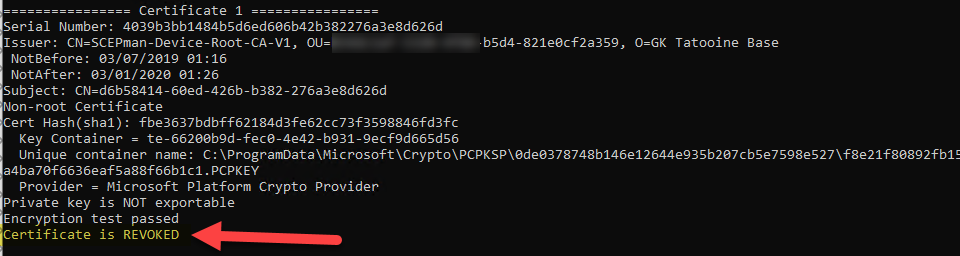 ================ Certificate 1 ================
Serial Number: 4039b3bb1484b5d6ed606b42b382276a3e8d626d
Issuer: CN=SCEPman-Device-Root-CA-V1, OU= -b5d4-821e0cf2a359, O=GK Tatooine Base
NotBefore: 03/07/2019 01:16
NotAfter: 03/01/2020 01:26
Subject: CN=d6b58414-60ed-426b-b382-276a3e8d626d
Non-root Certificate
Cert Hash(sha1): fbe3637bdbff62184d3fe62cc73f3598846fd3fc
Key Container = te-66200b9d-fec0-4e42-b931-9ecf9d665d56
Unique container name: C:\ProgramData\Microsoft\Crypto\PCPKSP\0de0378748b146e12644e935b207cb5e7598e527\f8e21f80892fb15
a4ba70f6636eaf5a88f66b1c1.PCPKEY
Provider = Microsoft Platform Crypto Provider
Private key is NOT exportable
Encryption test passed
Certificate is REVOKED